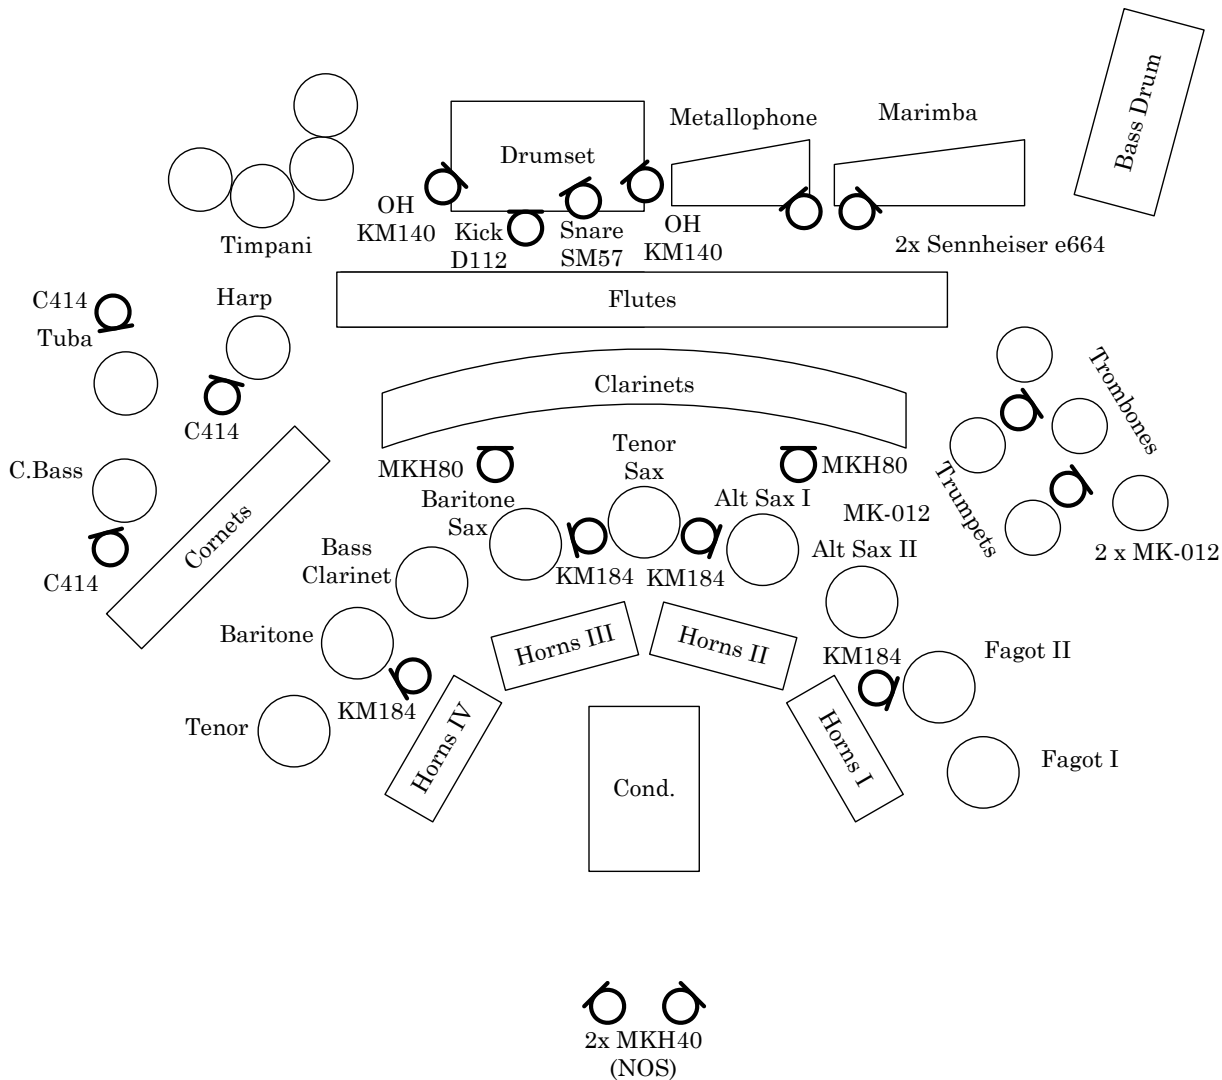 Bass Drum
Metallophone
Marimba
Drumset
OH
KM140
Kick
D112
Snare
SM57
OH
KM140
2x Sennheiser e664
Timpani
C414
Tuba
Harp
Flutes
C414
Clarinets
Trombones
Trumpets
C.Bass
MKH80
Tenor
Sax
MKH80
Baritone
Sax
Alt Sax I
MK-012
Alt Sax II
2 x MK-012
Cornets
C414
Bass
Clarinet
KM184
KM184
Baritone
Horns III
Horns II
KM184
Fagot II
Tenor
KM184
Horns IV
Horns I
Fagot I
Cond.
2x MKH40
(NOS)